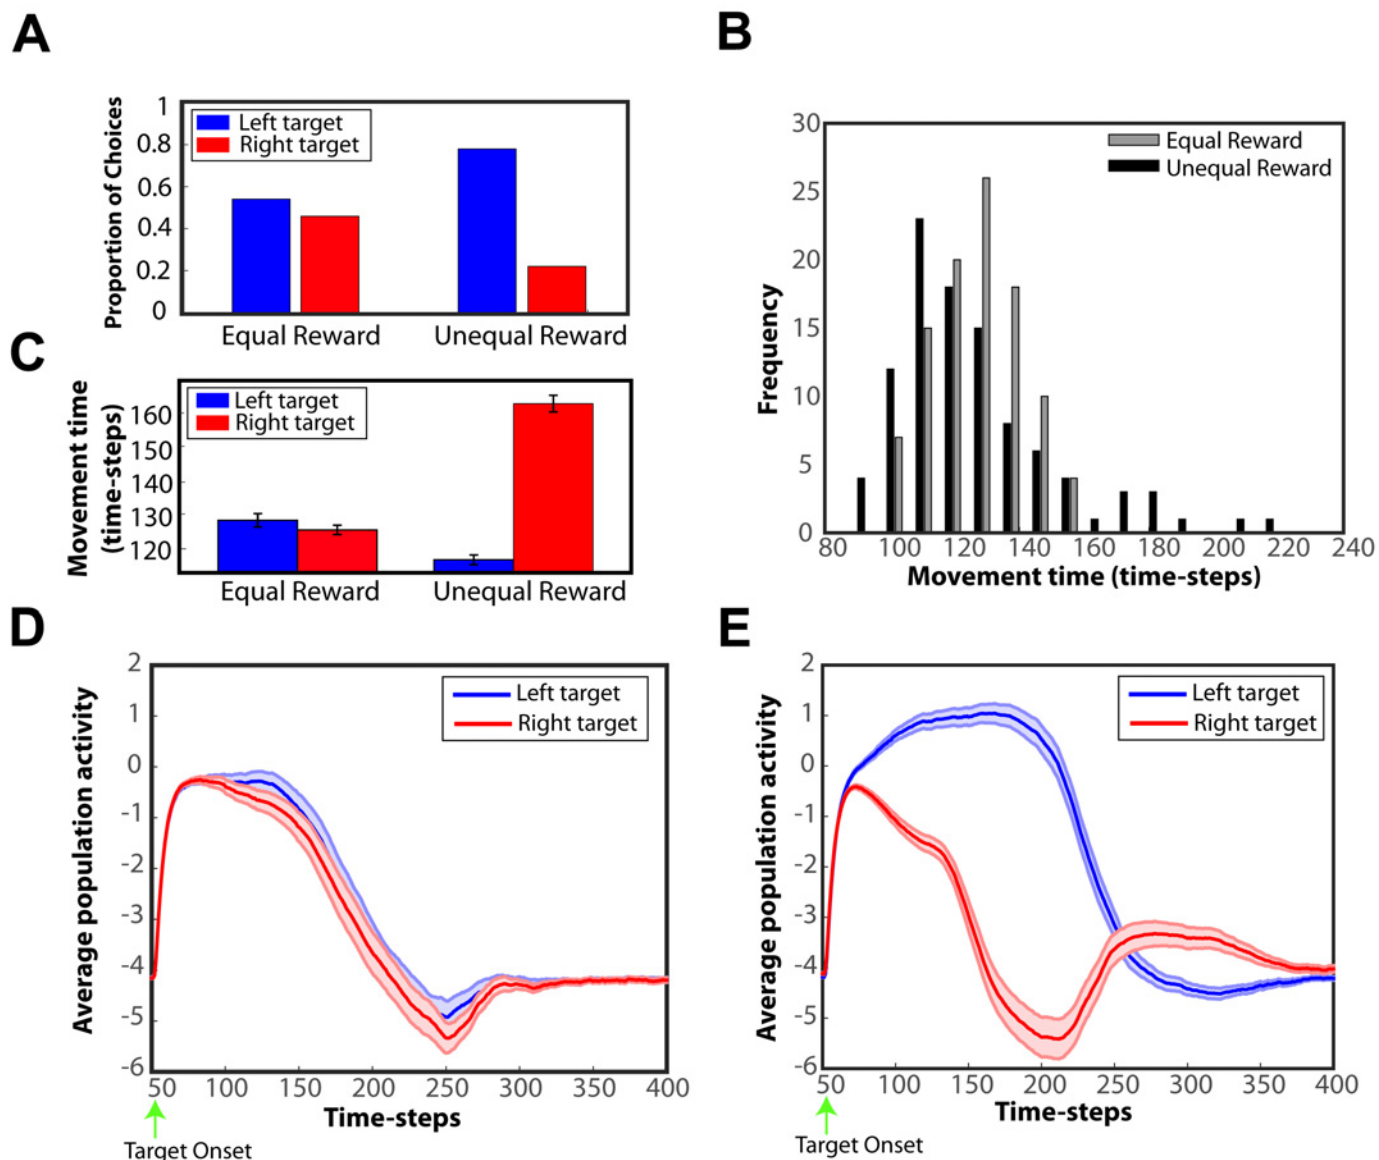 A
Proportion of Choices
1
0.8
0.6
0.4
0.2
0
Left target
Right target
Equal Reward
Unequal Reward
B
Frequency
30
25
20
15
10
5
0
Equal Reward
Unequal Reward
80 100 120 140 160 180 200 220 240
Movement time (time-steps)
C
Movement time
(time-steps)
160
150
140
130
120
Left target
Right target
Equal Reward
Unequal Reward
D
Average population activity
2
1
0
-1
-2
-3
-4
-5
-6
Left target
Right target
50 100 150 200 250 300 350 400
Time-steps
Target Onset
E
Average population activity
2
1
0
-1
-2
-3
-4
-5
-6
Left target
Right target
50 100 150 200 250 300 350 400
Time-steps
Target Onset